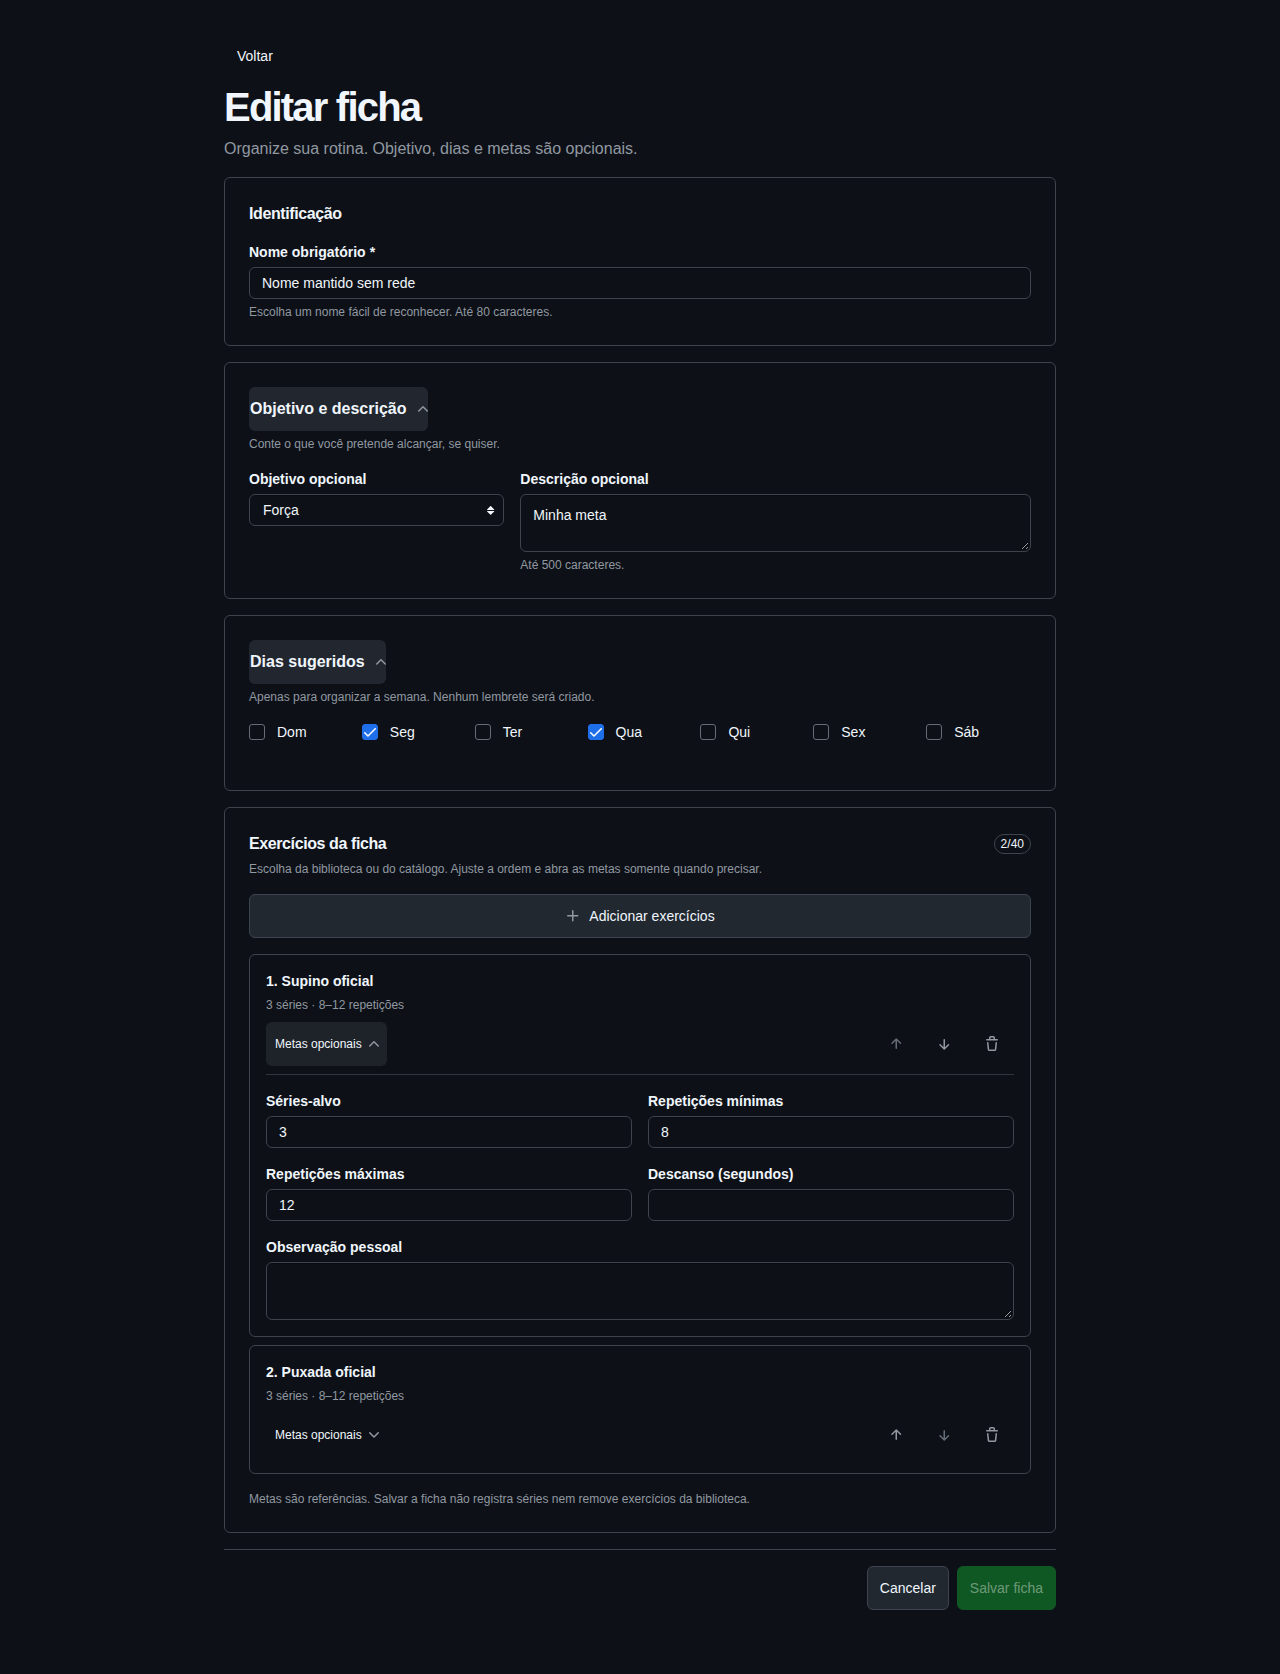 Voltar
Editar ficha
Organize sua rotina. Objetivo, dias e metas são opcionais.
Identificação
Nome obrigatório *
Nome mantido sem rede
Escolha um nome fácil de reconhecer. Até 80 caracteres.
Objetivo e descrição
Conte o que você pretende alcançar, se quiser.
Objetivo opcional
Força
Descrição opcional
Minha meta
Até 500 caracteres.
Dias sugeridos
Apenas para organizar a semana. Nenhum lembrete será criado.
Dom Seg Ter Qua Qui Sex Sáb
Exercícios da ficha 2/40
Escolha da biblioteca ou do catálogo. Ajuste a ordem e abra as metas somente quando precisar.
Adicionar exercícios
1. Supino oficial
3 séries · 8–12 repetições
Metas opcionais
Séries-alvo
3
Repetições mínimas
8
Repetições máximas
12
Descanso (segundos)
Observação pessoal
2. Puxada oficial
3 séries · 8–12 repetições
Metas opcionais
Metas são referências. Salvar a ficha não registra séries nem remove exercícios da biblioteca.
Cancelar Salvar ficha